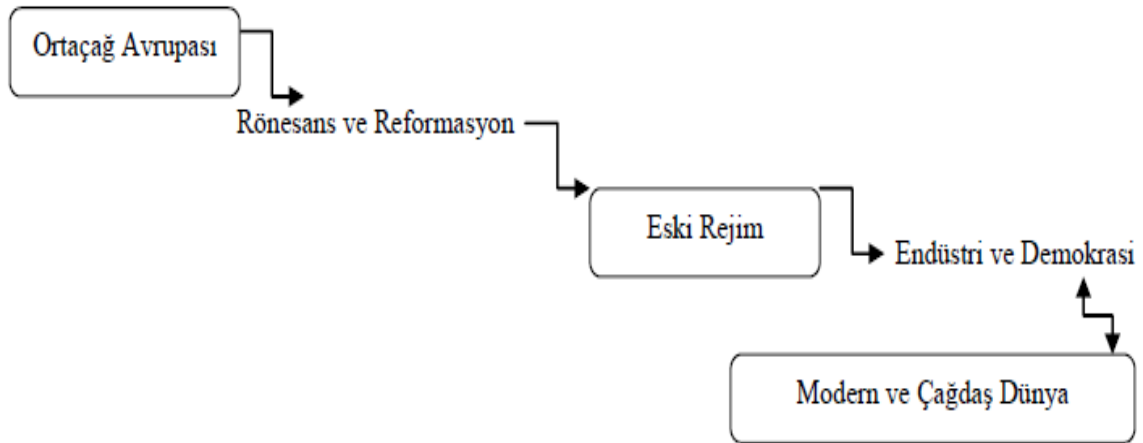 Ortaçağ Avrupası
Rönesans ve Reformasyon
Eski Rejim
Endüstri ve Demokrasi
Modern ve Çağdaş Dünya